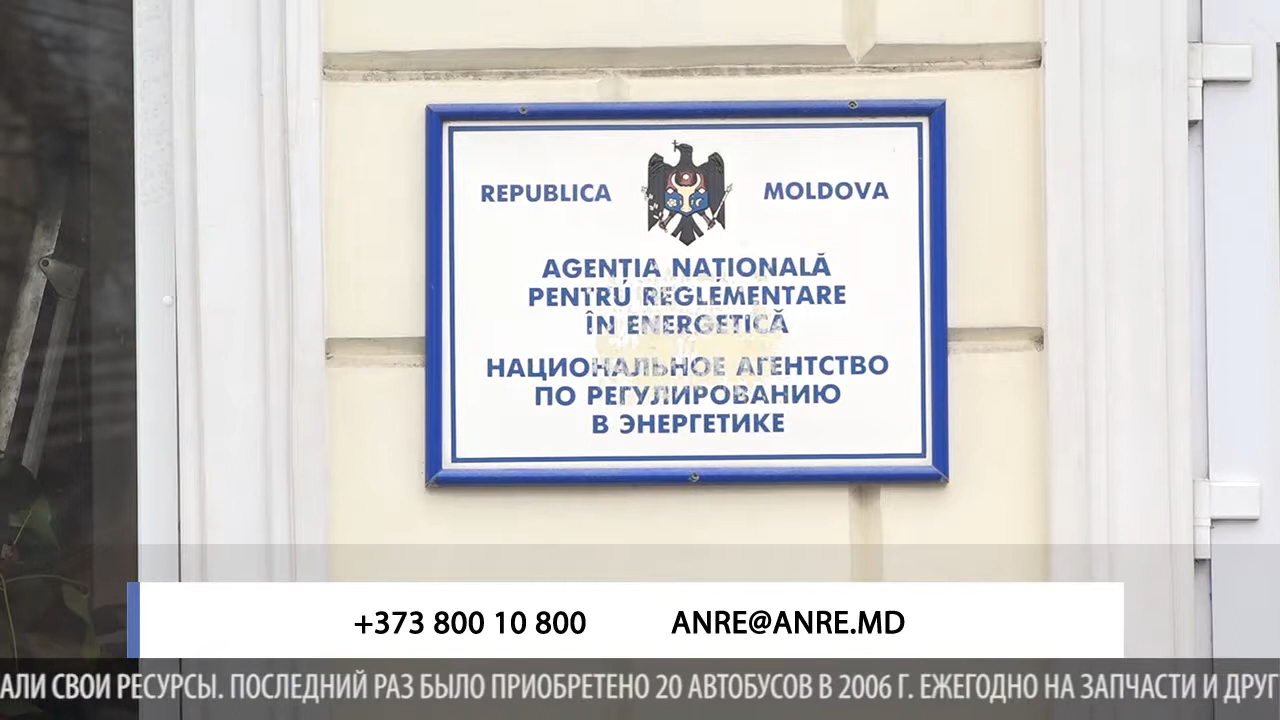 REPUBLICA MOLDOVA
AGENȚIA NAȚIONALĂ
PENTRU REGLEMENTARE
ÎN ENERGETICĂ
НАЦИОНАЛЬНОЕ АГЕНТСТВО
ПО РЕГУЛИРОВАНИЮ
В ЭНЕРГЕТИКЕ
+373 800 10 800 ANRE@ANRE.MD
АЛИ СВОИ РЕСУРСЫ. ПОСЛЕДНИЙ РАЗ БЫЛО ПРИОБРЕТЕНО 20 АВТОБУСОВ В 2006 Г. ЕЖЕГОДНО НА ЗАПЧАСТИ И ДРУГ